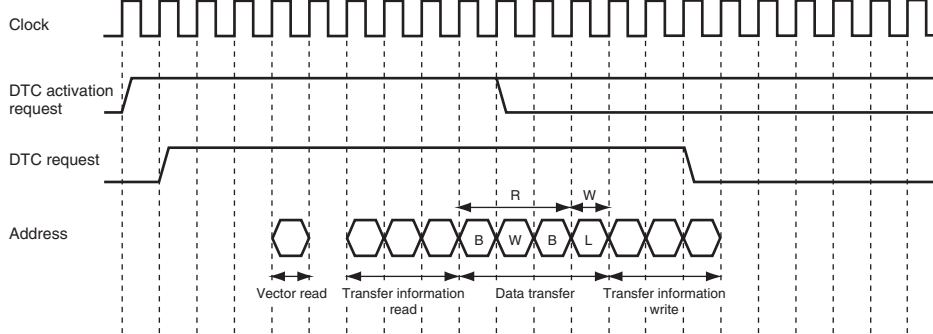 Clock
DTC activation
request
DTC request
R
W
Address
B
W
B
L
Vector read
Transfer information
read
Data transfer
Transfer information
write